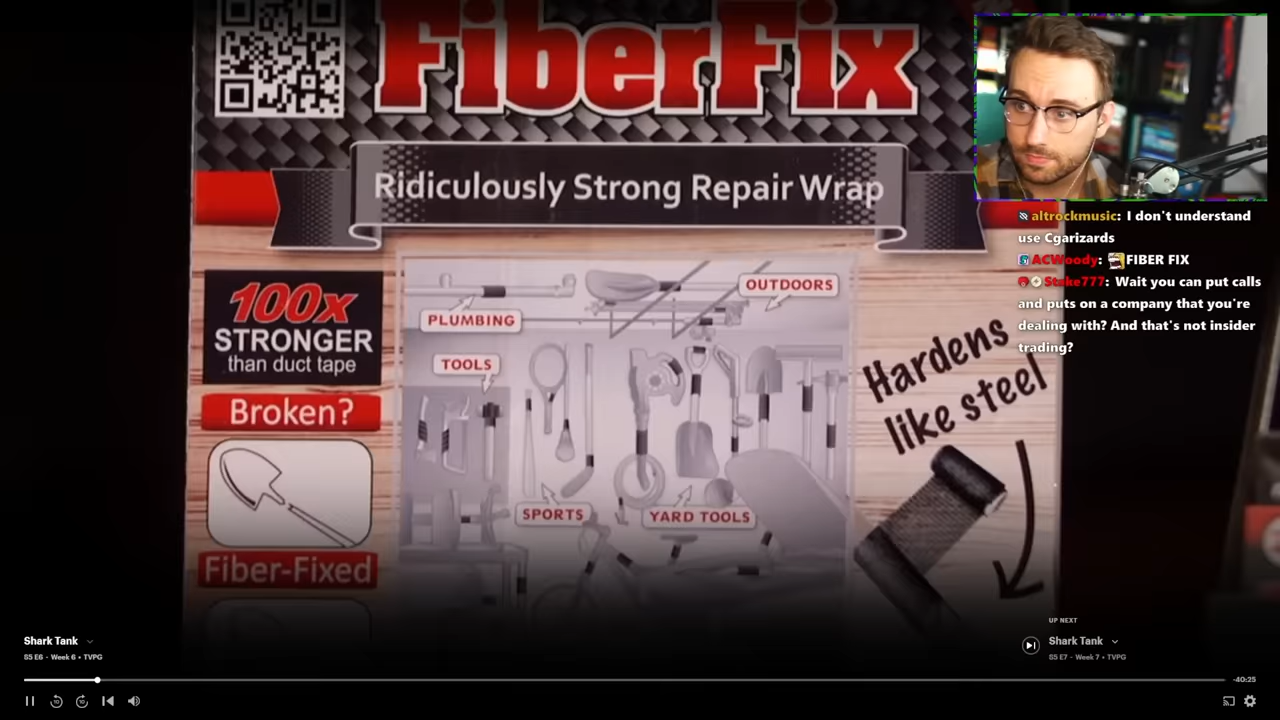 FiberFix
Ridiculously Strong Repair Wrap
100x
STRONGER
than duct tape
Broken?
Fiber-Fixed
PLUMBING
OUTDOORS
TOOLS
SPORTS
YARD TOOLS
Hardens
like steel
altrockmusic: I don't understand
use Cgarizards
ACWoody: FIBER FIX
Stake777: Wait you can put calls
and puts on a company that you're
dealing with? And that's not insider
trading?
Shark Tank
S5 E6 - Week 6 • TVPG
UP NEXT
Shark Tank
S5 E7 - Week 7 • TVPG
10
10
-40:25